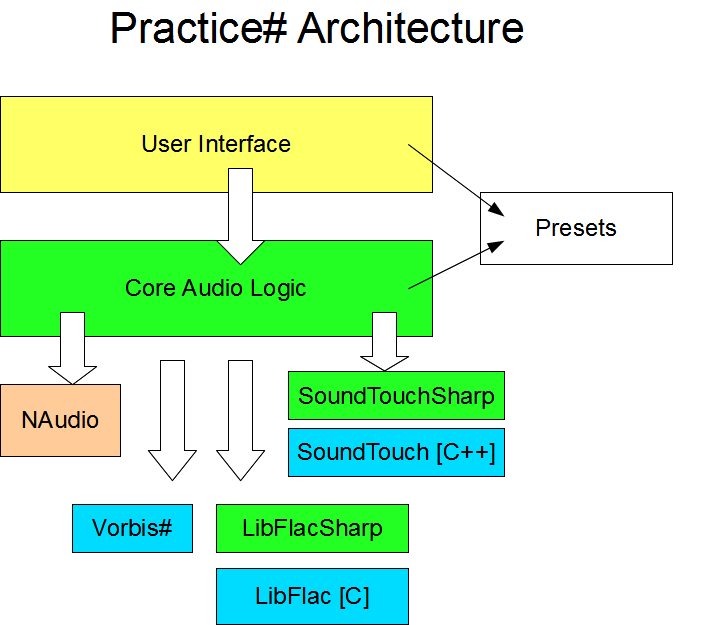 Practice# Architecture
User Interface
Presets
Core Audio Logic
SoundTouchSharp
NAudio
SoundTouch [C++]
Vorbis#
LibFlacSharp
LibFlac [C]